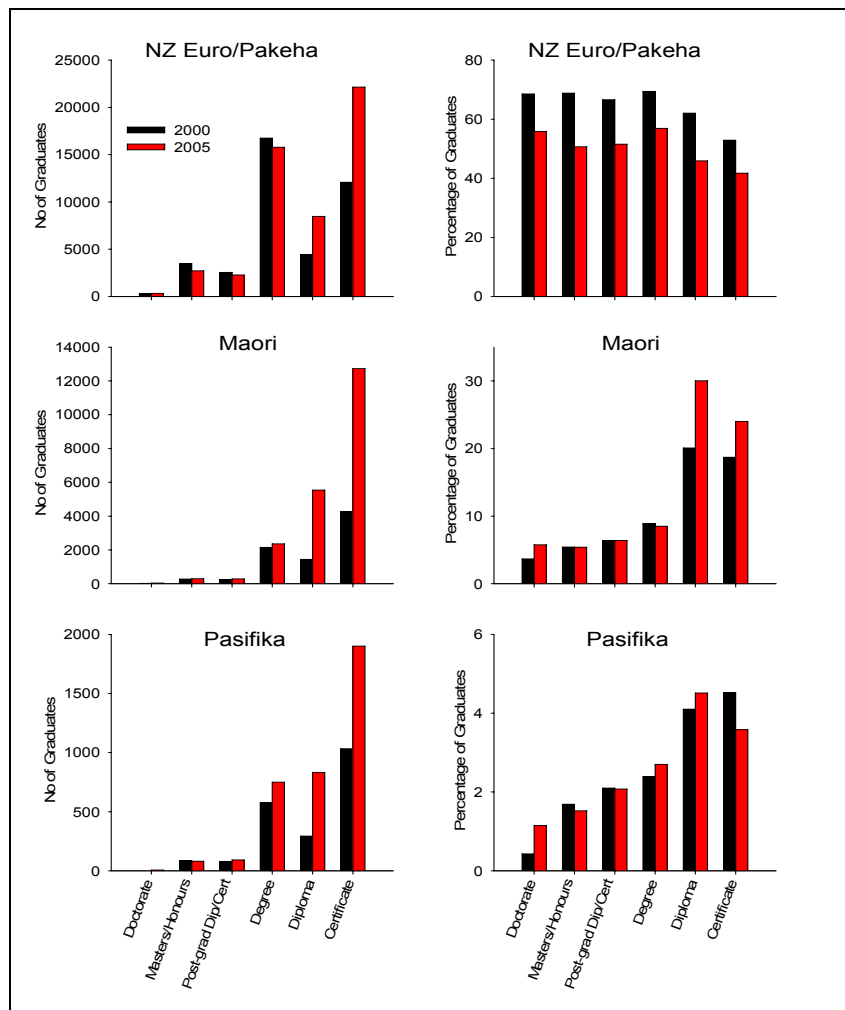 NZ Euro/Pakeha
25000
20000
15000
10000
5000
0
No of Graduates
2000
2005
NZ Euro/Pakeha
80
60
40
20
0
Percentage of Graduates
Maori
14000
12000
10000
8000
6000
4000
2000
0
No of Graduates
Maori
30
20
10
0
Percentage of Graduates
Pasifika
2000
1500
1000
500
0
No of Graduates
Doctorate
Masters/Honours
Post-grad Dip/Cert
Degree
Diploma
Certificate
Pasifika
6
4
2
0
Percentage of Graduates
Doctorate
Masters/Honours
Post-grad Dip/Cert
Degree
Diploma
Certificate